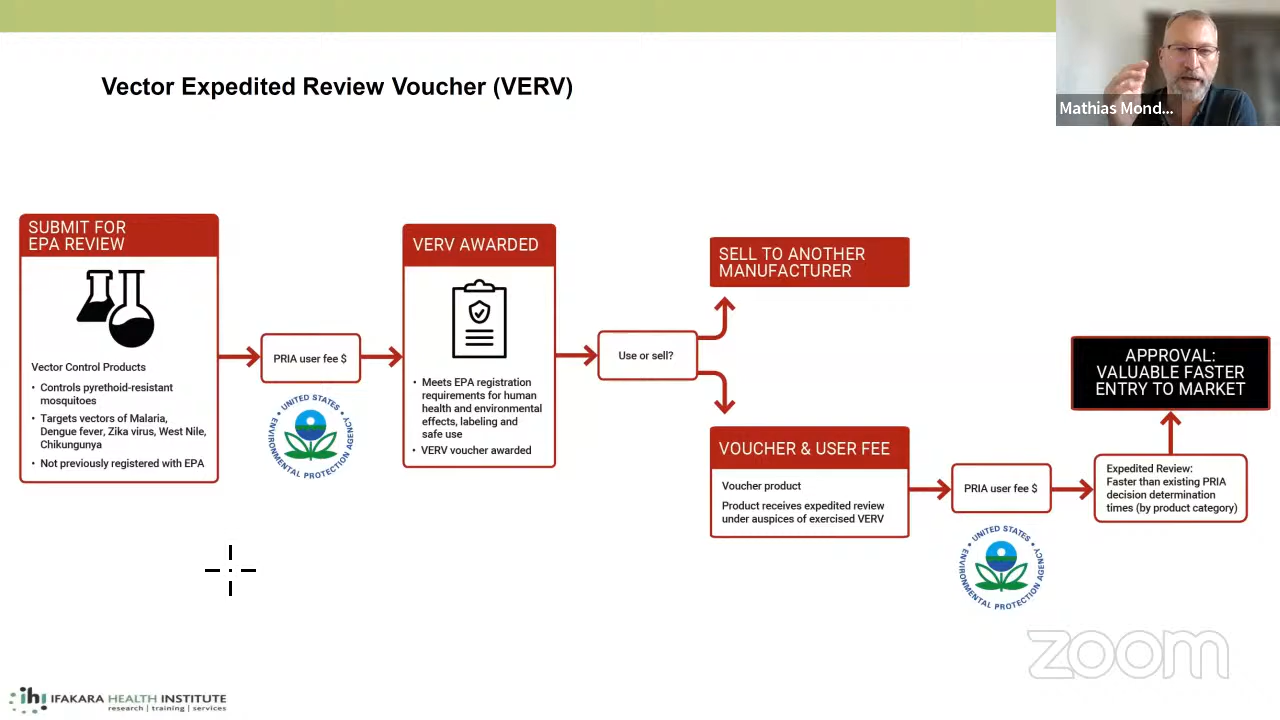 Mathias Mond...
Vector Expedited Review Voucher (VERV)
SUBMIT FOR
EPA REVIEW
Vector Control Products
• Controls pyrethoid-resistant
mosquitoes
• Targets vectors of Malaria,
Dengue fever, Zika virus, West Nile,
Chikungunya
• Not previously registered with EPA
PRIA user fee $
UNITED STATES
ENVIRONMENTAL PROTECTION AGENCY
VERV AWARDED
• Meets EPA registration
requirements for human
health and environmental
effects, labeling and
safe use
• VERV voucher awarded
Use or sell?
SELL TO ANOTHER
MANUFACTURER
VOUCHER & USER FEE
Voucher product
Product receives expedited review
under auspices of exercised VERV
PRIA user fee $
UNITED STATES
ENVIRONMENTAL PROTECTION AGENCY
Expedited Review:
Faster than existing PRIA
decision determination
times (by product category)
APPROVAL:
VALUABLE FASTER
ENTRY TO MARKET
zoom
ihi IFAKARA HEALTH INSTITUTE
research | training | services